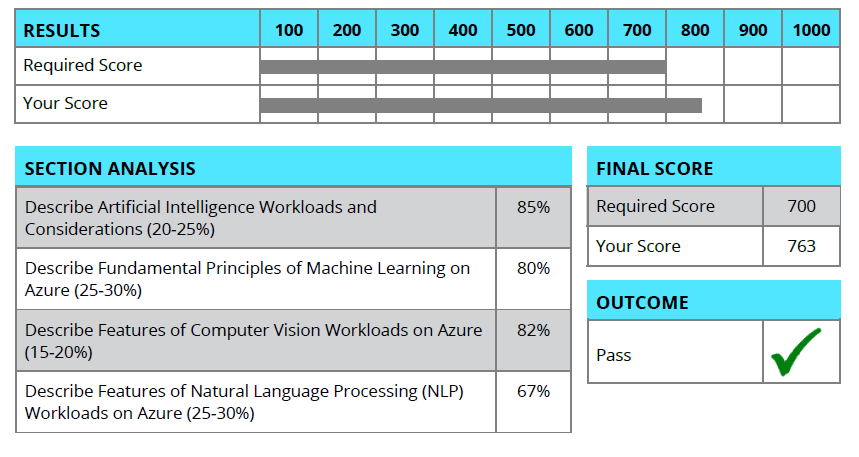 RESULTS 100 200 300 400 500 600 700 800 900 1000
Required Score
Your Score
SECTION ANALYSIS
Describe Artificial Intelligence Workloads and
Considerations (20-25%) 85%
Describe Fundamental Principles of Machine Learning on
Azure (25-30%) 80%
Describe Features of Computer Vision Workloads on Azure
(15-20%) 82%
Describe Features of Natural Language Processing (NLP)
Workloads on Azure (25-30%) 67%
FINAL SCORE
Required Score 700
Your Score 763
OUTCOME
Pass